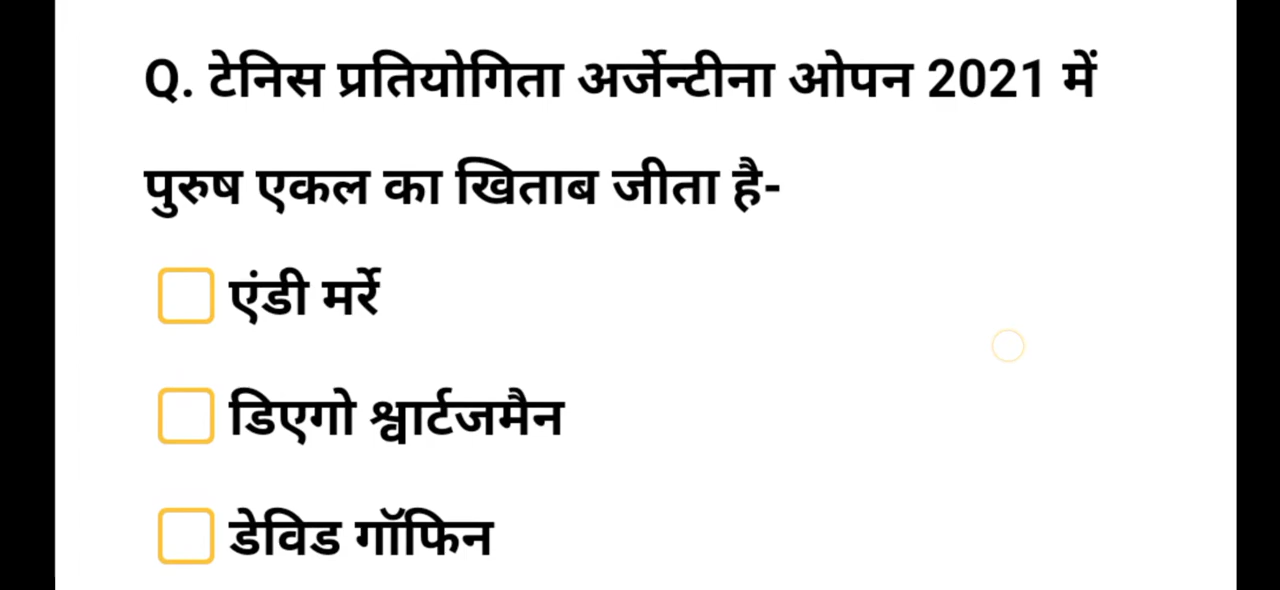 Q. टेनिस प्रतियोगिता अर्जेन्टीना ओपन 2021 में
पुरुष एकल का खिताब जीता है-
एंडी मर्रे
डिएगो श्वार्टजमैन
डेविड गॉफिन